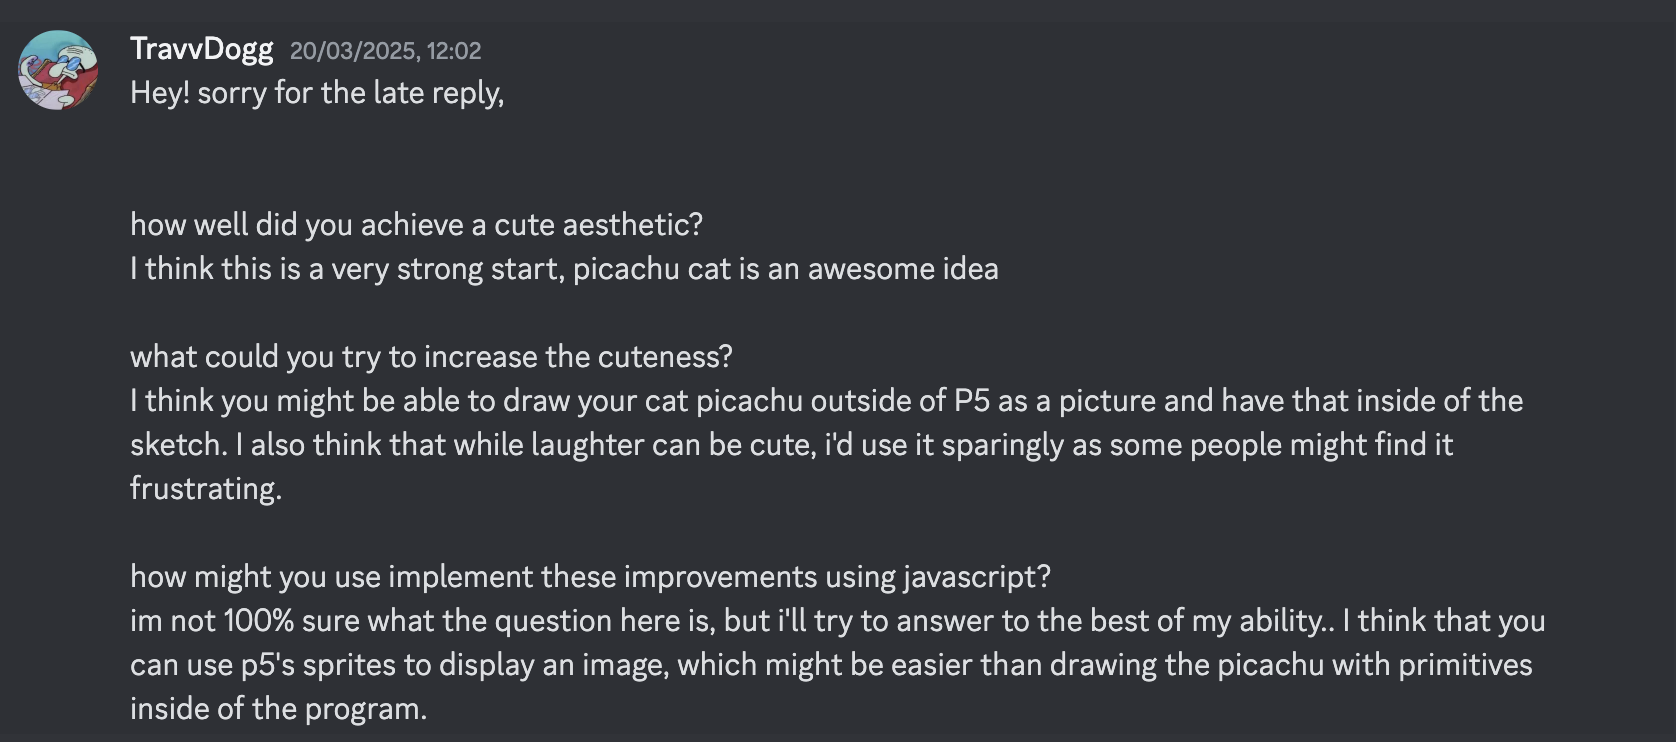 TravvDogg 20/03/2025, 12:02
Hey! sorry for the late reply,
how well did you achieve a cute aesthetic?
I think this is a very strong start, picachu cat is an awesome idea
what could you try to increase the cuteness?
I think you might be able to draw your cat picachu outside of P5 as a picture and have that inside of the
sketch. I also think that while laughter can be cute, i'd use it sparingly as some people might find it
frustrating.
how might you use implement these improvements using javascript?
im not 100% sure what the question here is, but i'll try to answer to the best of my ability.. I think that you
can use p5's sprites to display an image, which might be easier than drawing the picachu with primitives
inside of the program.